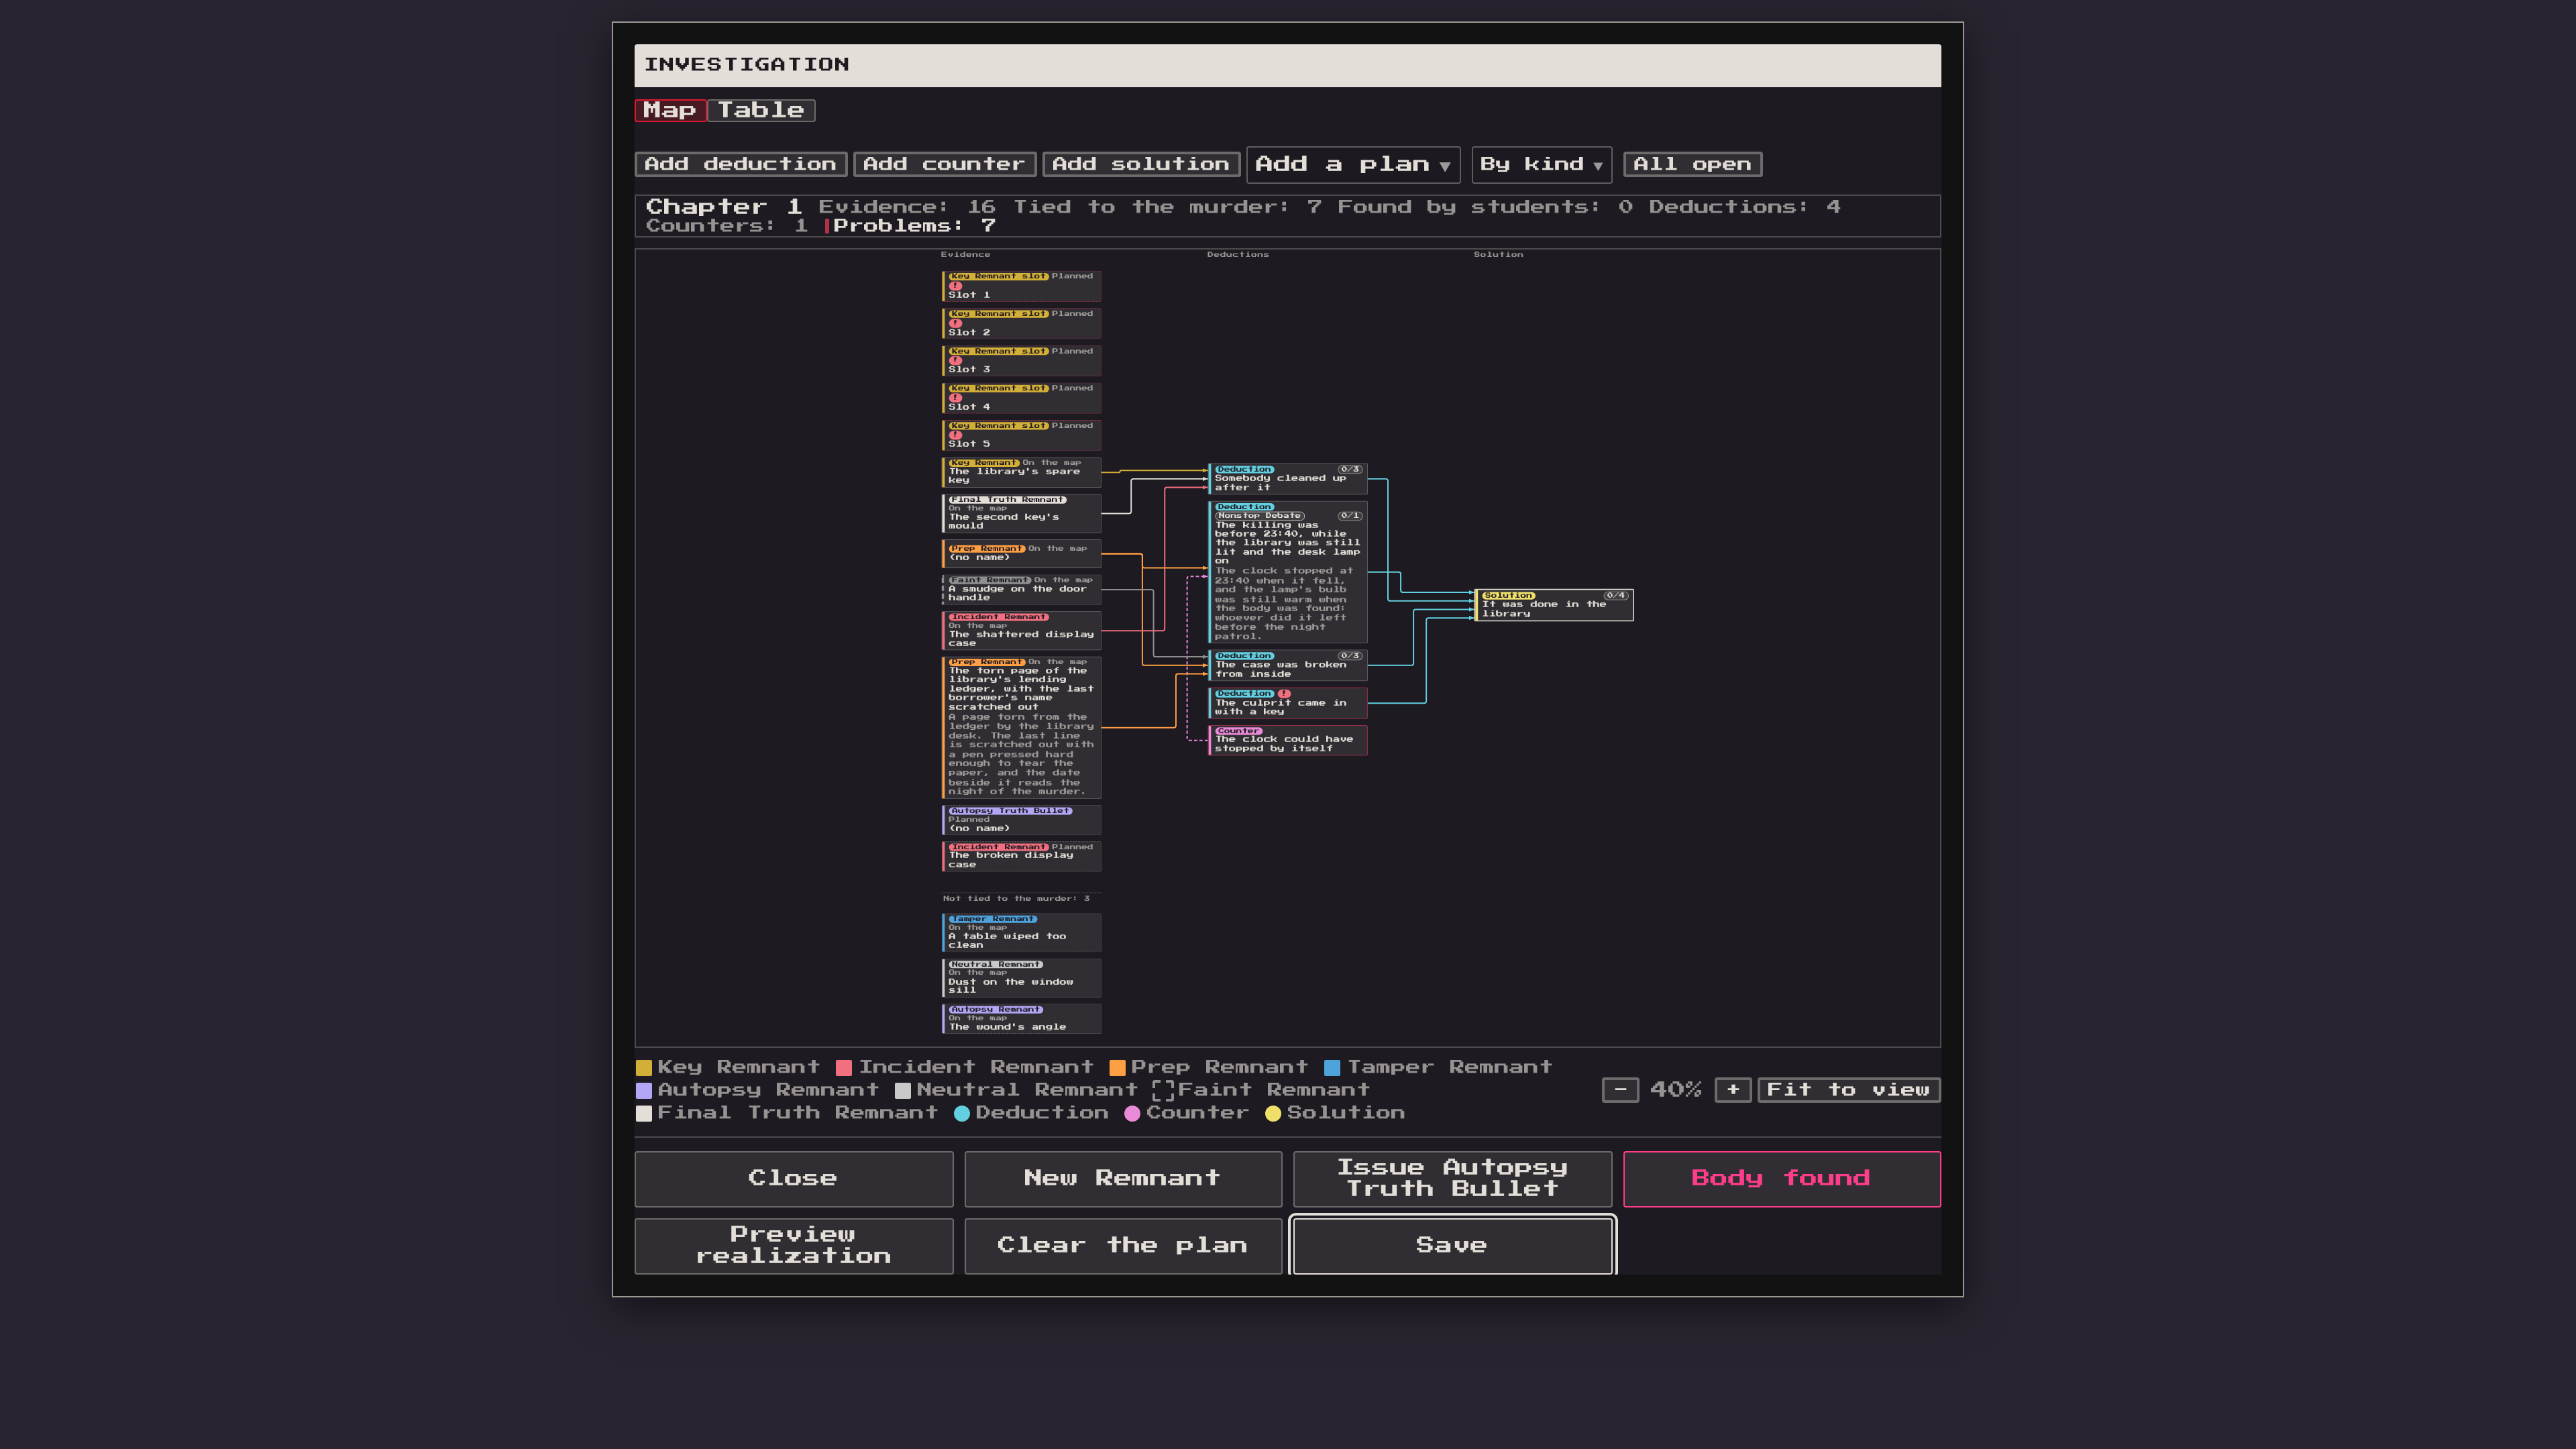 INVESTIGATION
Map Table
Add deduction Add counter Add solution Add a plan ▼ By kind ▼ All open
Chapter 1 Evidence: 16 Tied to the murder: 7 Found by students: 0 Deductions: 4
Counters: 1 Problems: 7
Evidence Deductions Solution
Key Remnant slot Planned
!
Slot 1
Key Remnant slot Planned
!
Slot 2
Key Remnant slot Planned
!
Slot 3
Key Remnant slot Planned
!
Slot 4
Key Remnant slot Planned
!
Slot 5
Key Remnant On the map
The library's spare
key
Final Truth Remnant
On the map
The second key's
mould
Prep Remnant On the map
(no name)
Faint Remnant On the map
A smudge on the door
handle
Incident Remnant
On the map
The shattered display
case
Prep Remnant On the map
The torn page of the
library's lending
ledger, with the last
borrower's name
scratched out
A page torn from the
ledger by the library
desk. The last line
is scratched out with
a pen pressed hard
enough to tear the
paper, and the date
beside it reads the
night of the murder.
Autopsy Truth Bullet
Planned
(no name)
Incident Remnant Planned
The broken display
case
Not tied to the murder: 3
Tamper Remnant
On the map
A table wiped too
clean
Neutral Remnant
On the map
Dust on the window
sill
Autopsy Remnant
On the map
The wound's angle
Deduction 0/3
Somebody cleaned up
after it
Deduction
Nonstop Debate 0/1
The killing was
before 23:40, while
the library was still
lit and the desk lamp
on
The clock stopped at
23:40 when it fell,
and the lamp's bulb
was still warm when
the body was found:
whoever did it left
before the night
patrol.
Deduction 0/3
The case was broken
from inside
Deduction !
The culprit came in
with a key
Counter
The clock could have
stopped by itself
Solution 0/4
It was done in the
library
Key Remnant Incident Remnant Prep Remnant Tamper Remnant
Autopsy Remnant Neutral Remnant Faint Remnant
Final Truth Remnant Deduction Counter Solution
- 40% + Fit to view
Close New Remnant Issue Autopsy
Truth Bullet Body found
Preview
realization Clear the plan Save